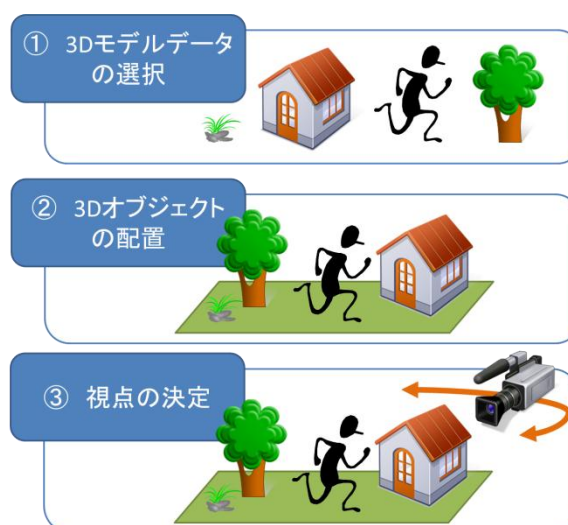 ① 3Dモデルデータ
の選択
② 3Dオブジェクト
の配置
③ 視点の決定